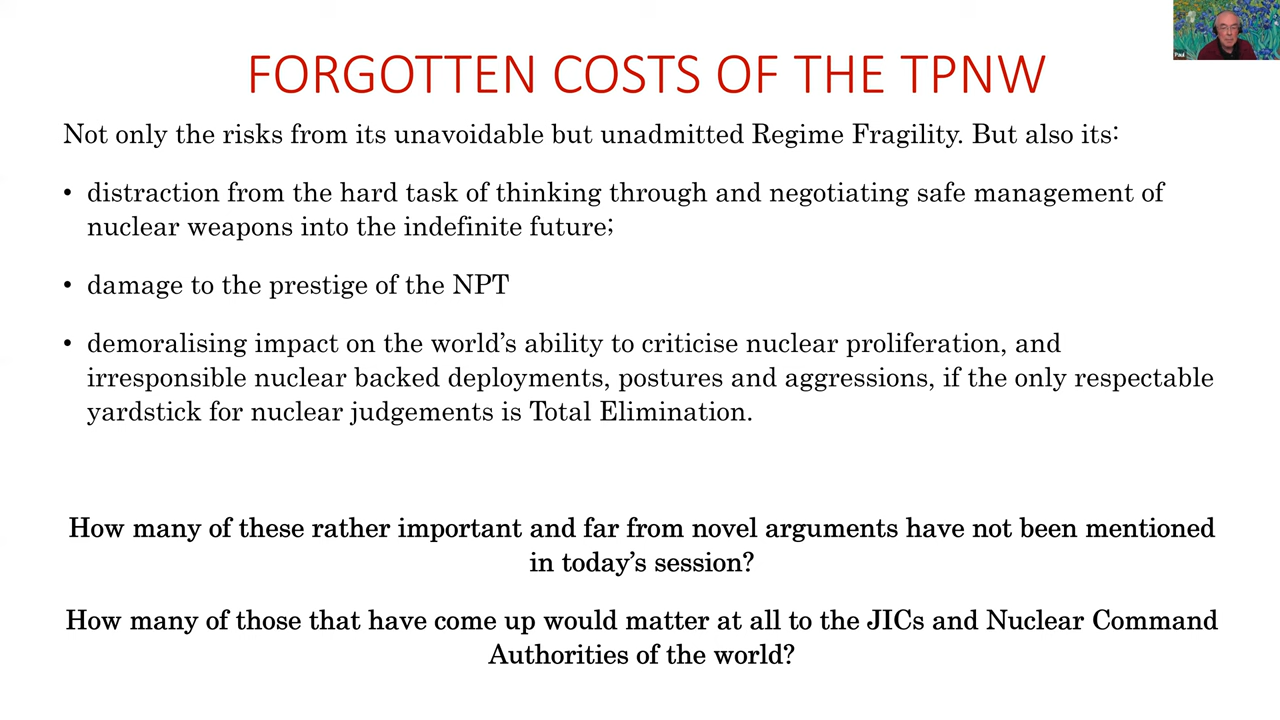 FORGOTTEN COSTS OF THE TPNW
Not only the risks from its unavoidable but unadmitted Regime Fragility. But also its:
• distraction from the hard task of thinking through and negotiating safe management of
nuclear weapons into the indefinite future;
• damage to the prestige of the NPT
• demoralising impact on the world’s ability to criticise nuclear proliferation, and
irresponsible nuclear backed deployments, postures and aggressions, if the only respectable
yardstick for nuclear judgements is Total Elimination.
How many of these rather important and far from novel arguments have not been mentioned
in today’s session?
How many of those that have come up would matter at all to the JICs and Nuclear Command
Authorities of the world?
Paul